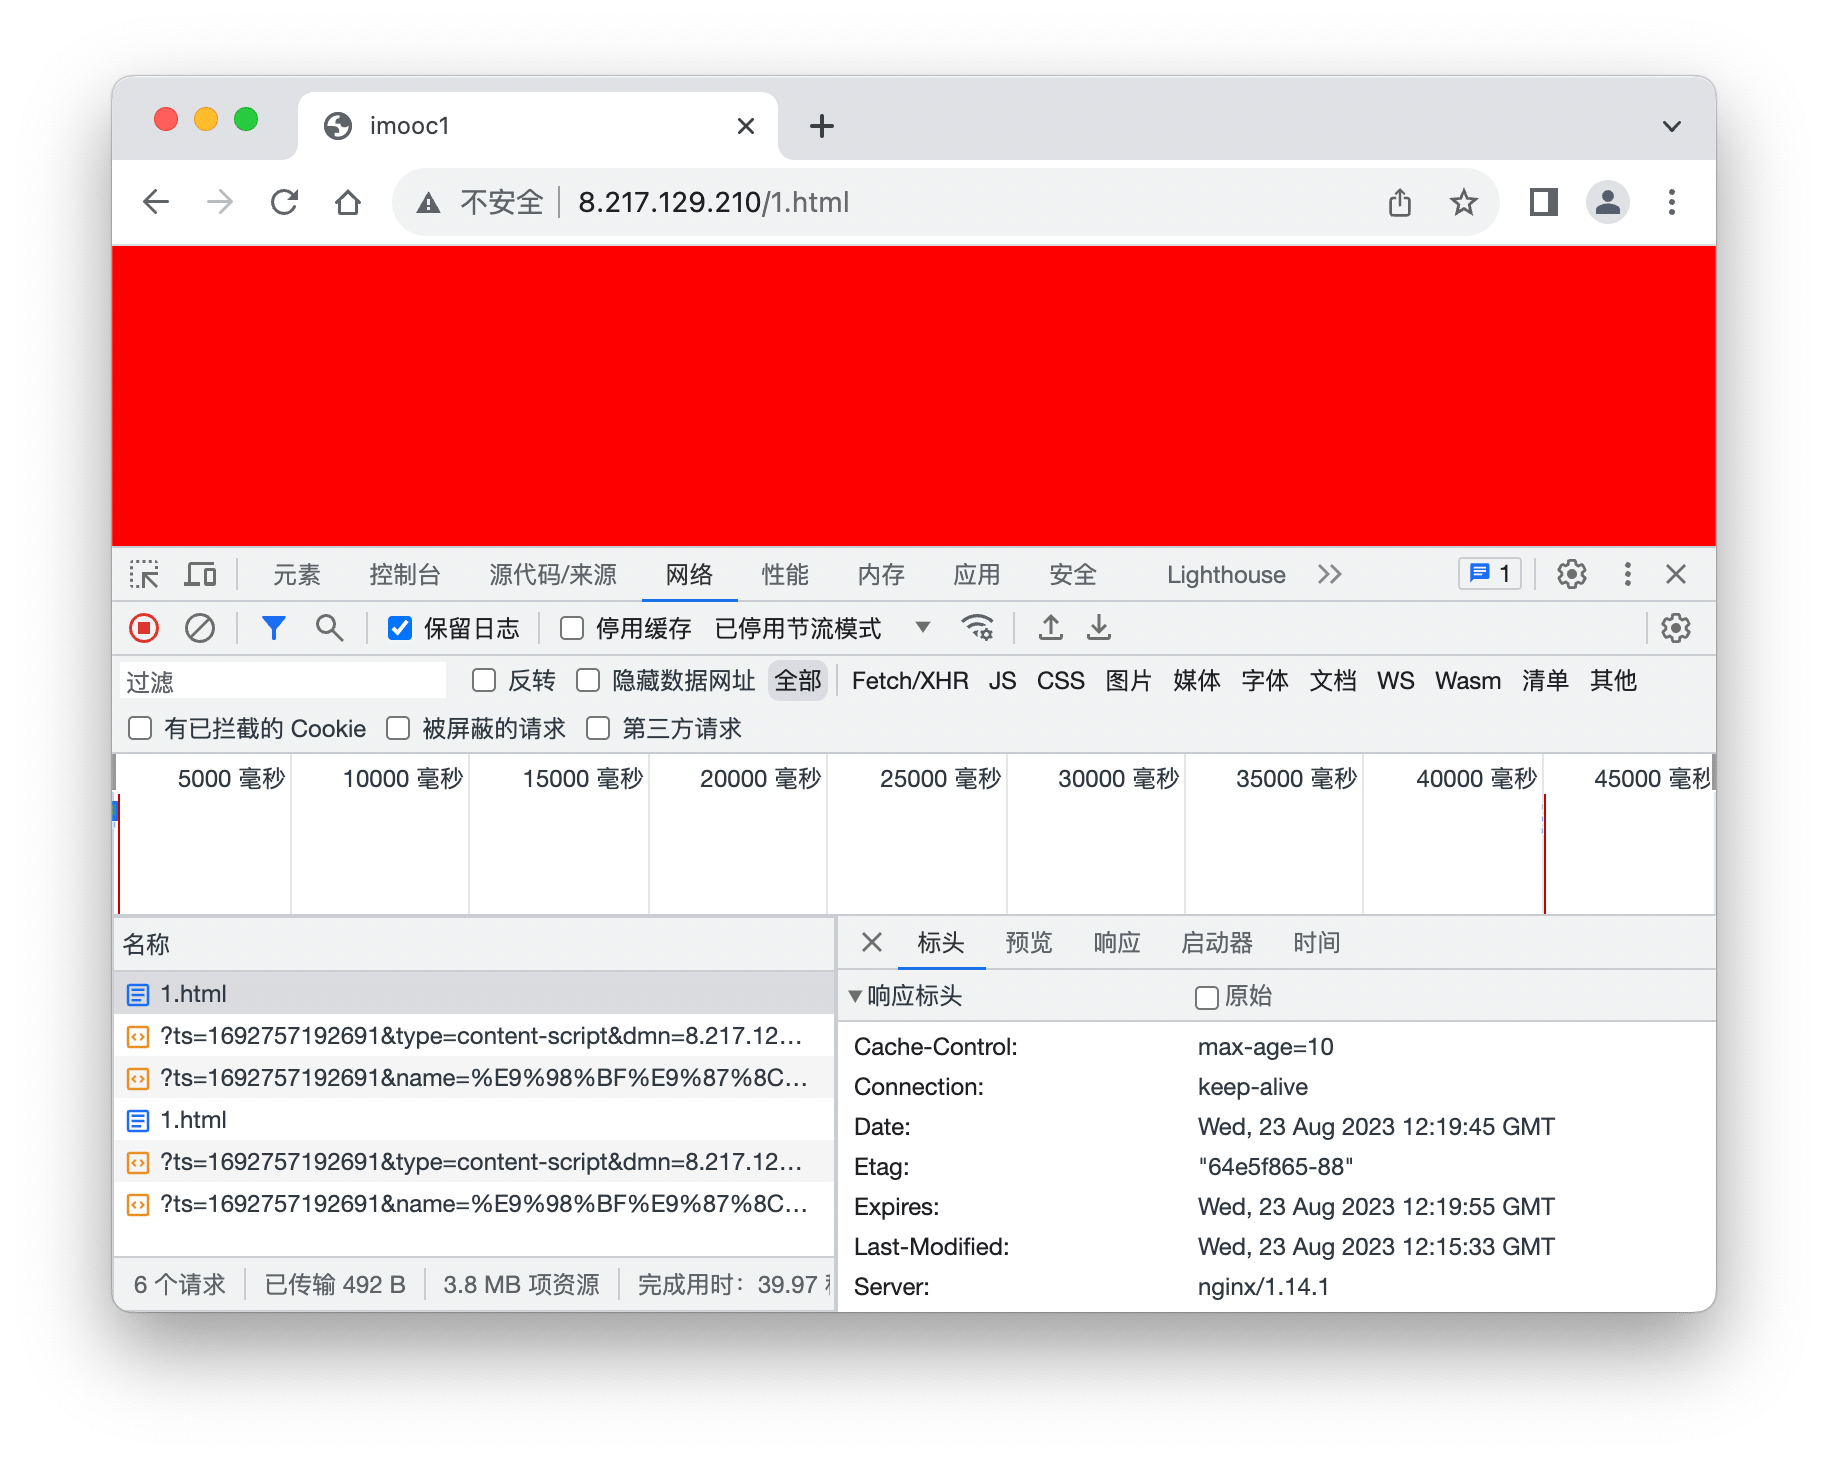 imooc1
不安全 8.217.129.210/1.html
元素 控制台 源代码/来源 网络 性能 内存 应用 安全 Lighthouse 1
保留日志 停用缓存 已停用节流模式
过滤 反转 隐藏数据网址 全部 Fetch/XHR JS CSS 图片 媒体 字体 文档 WS Wasm 清单 其他
有已拦截的 Cookie 被屏蔽的请求 第三方请求
5000 毫秒 10000 毫秒 15000 毫秒 20000 毫秒 25000 毫秒 30000 毫秒 35000 毫秒 40000 毫秒 45000 毫秒
名称
1.html
?ts=1692757192691&type=content-script&dmn=8.217.12…
?ts=1692757192691&name=%E9%98%BF%E9%87%8C…
1.html
?ts=1692757192691&type=content-script&dmn=8.217.12…
?ts=1692757192691&name=%E9%98%BF%E9%87%8C…
6 个请求 已传输 492 B 3.8 MB 项资源 完成用时：39.97
标头 预览 响应 启动器 时间
响应标头 原始
Cache-Control: max-age=10
Connection: keep-alive
Date: Wed, 23 Aug 2023 12:19:45 GMT
Etag: "64e5f865-88"
Expires: Wed, 23 Aug 2023 12:19:55 GMT
Last-Modified: Wed, 23 Aug 2023 12:15:33 GMT
Server: nginx/1.14.1